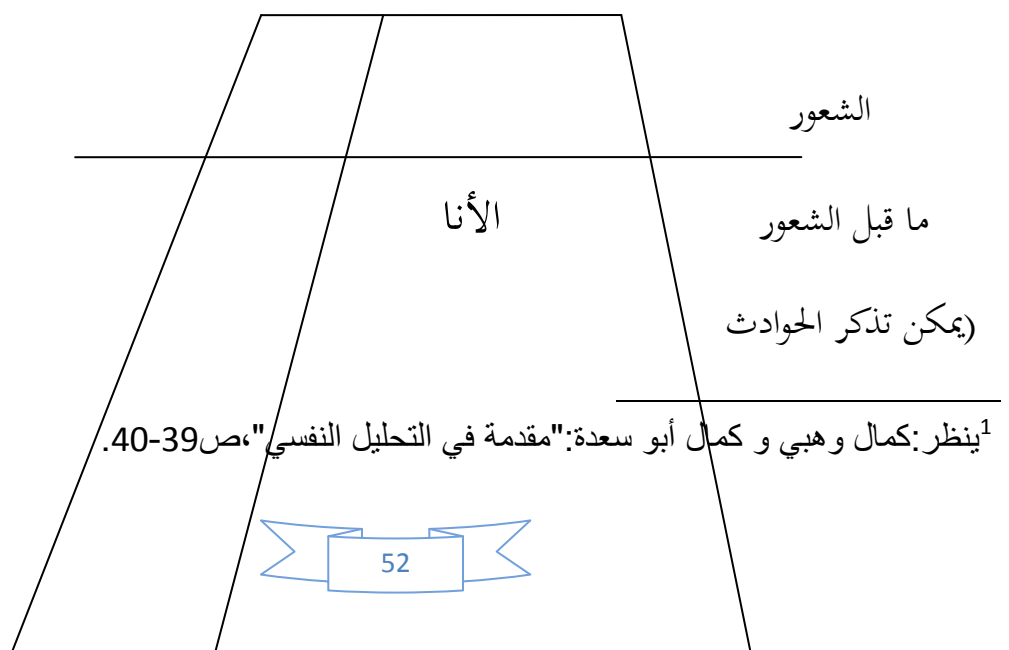 الشعور
ما قبل الشعور
الأنا
(يمكن تذكر الحوادث
1ينظر:كمال وهبي و كمال أبو سعدة:"مقدمة في التحليل النفسي"،ص39-40.
52